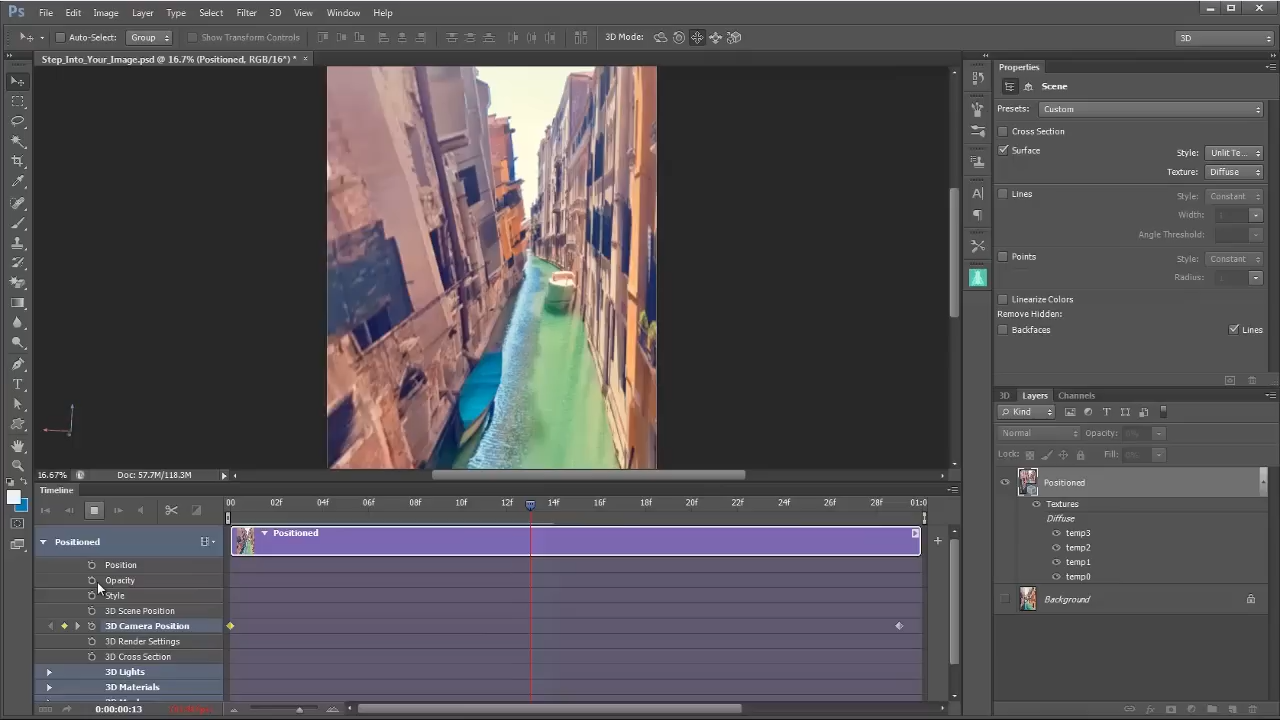 Ps File Edit Image Layer Type Select Filter 3D View Window Help
Auto-Select: Group Show Transform Controls 3D Mode: 3D
Step_Into_Your_Image.psd @ 16.7% (Positioned, RGB/16*) * ×
Properties
Scene
Presets: Custom
Cross Section
Surface Style: Unlit Te...
Texture: Diffuse
Lines Style: Constant
Width: 1
Angle Threshold:
Points Style: Constant
Radius: 1
Linearize Colors
Remove Hidden:
Backfaces Lines
3D Layers Channels
Kind
Normal Opacity:
Lock: Fill:
Positioned
Textures
Diffuse
temp3
temp2
temp1
temp0
Background
16.67% Doc: 57.7M/118.3M
Timeline
00 02F 04F 06F 08F 10F 12F 14F 16F 18F 20F 22F 24F 26F 28F 01:0
Positioned Positioned
Position
Opacity
Style
3D Scene Position
3D Camera Position
3D Render Settings
3D Cross Section
3D Lights
3D Materials
0:00:00:13